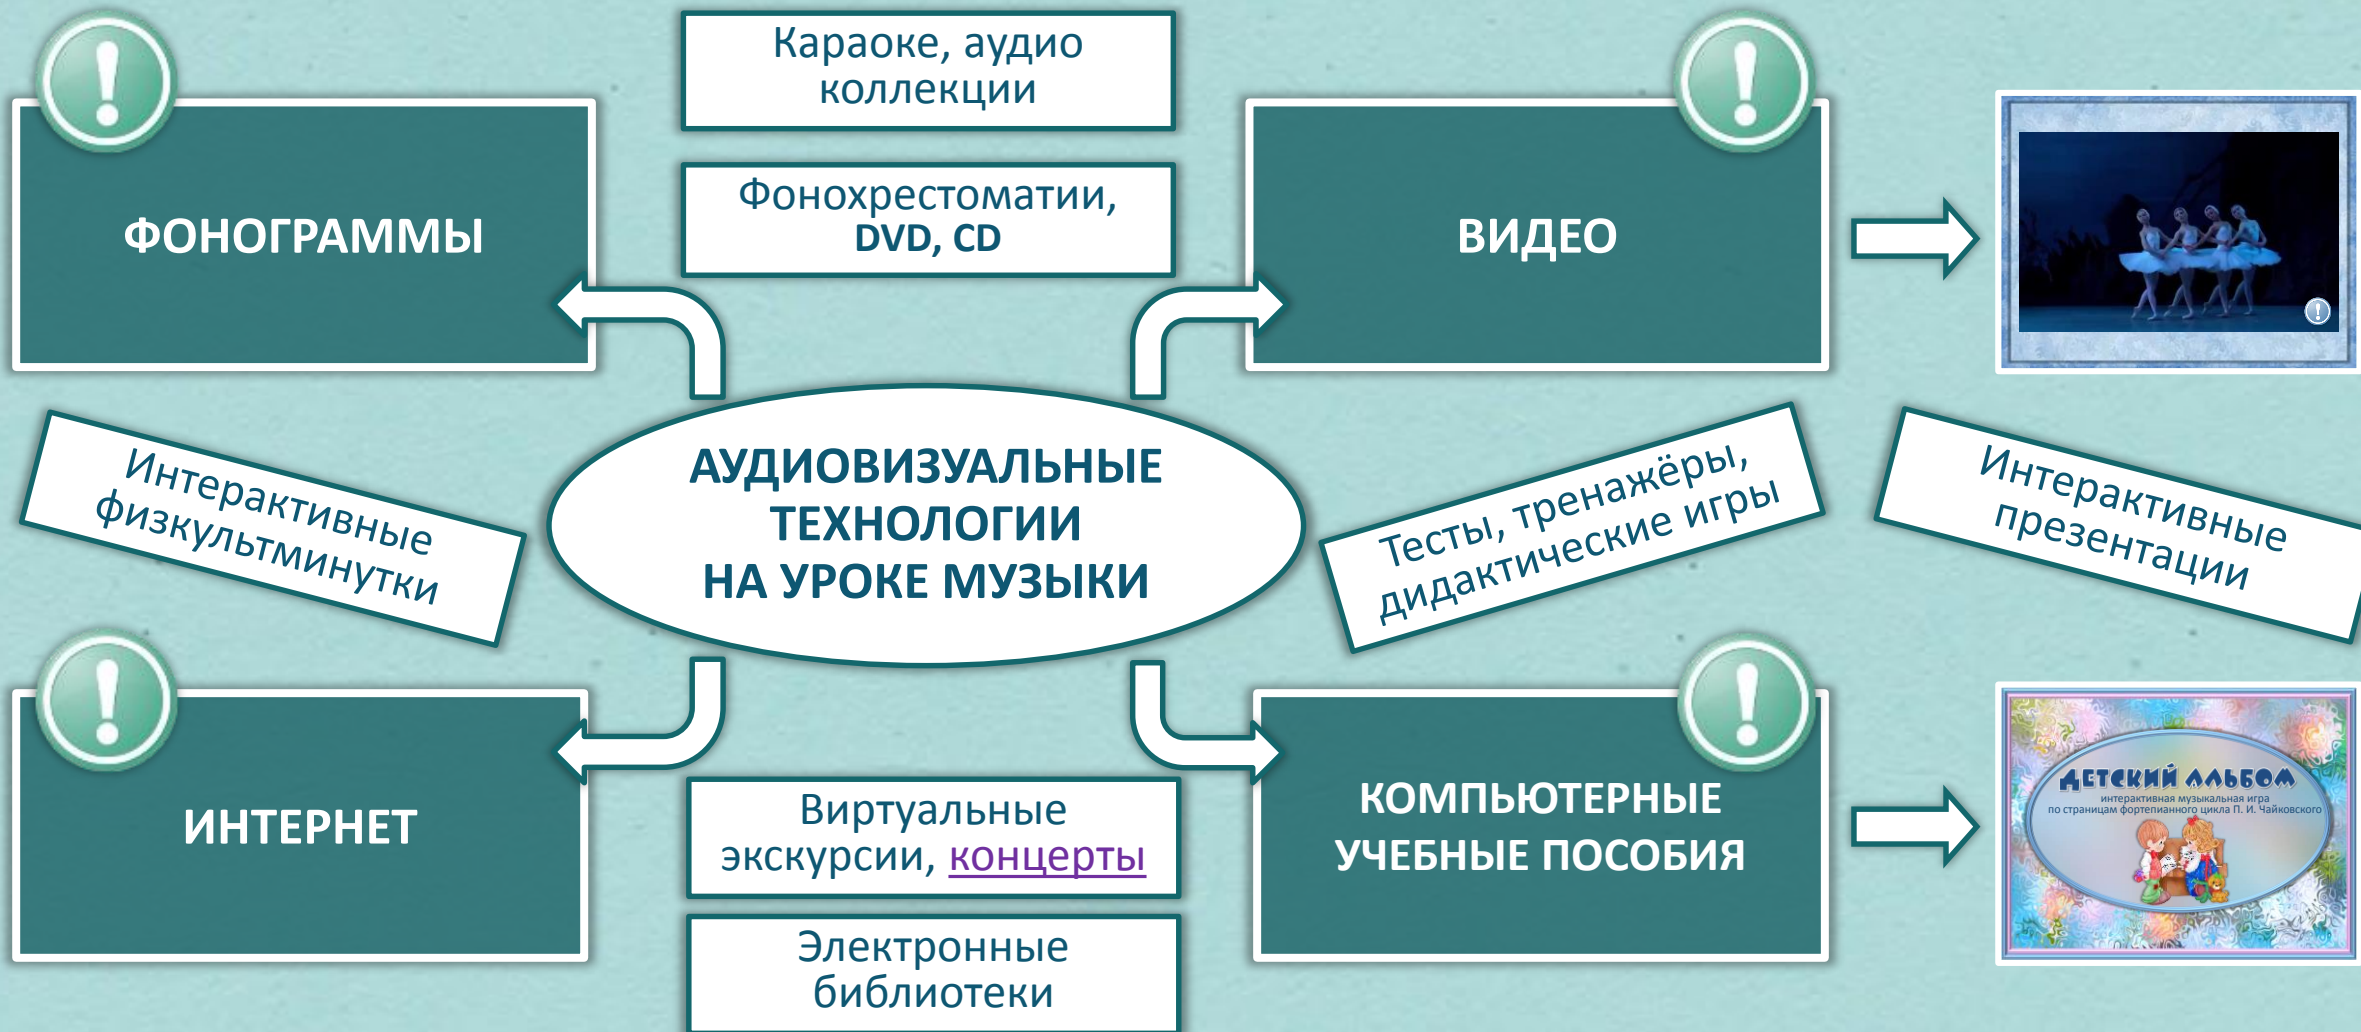 Караоке, аудио
коллекции
Фонохрестоматии,
DVD, CD
ФОНОГРАММЫ
ВИДЕО
АУДИОВИЗУАЛЬНЫЕ
ТЕХНОЛОГИИ
НА УРОКЕ МУЗЫКИ
Интерактивные
физкультминутки
Тесты, тренажёры,
дидактические игры
Интерактивные
презентации
ИНТЕРНЕТ
Виртуальные
экскурсии, концерты
Электронные
библиотеки
КОМПЬЮТЕРНЫЕ
УЧЕБНЫЕ ПОСОБИЯ
ДЕТСКИЙ АЛЬБОМ
интерактивная музыкальная игра
по страницам фортепианного цикла П. И. Чайковского